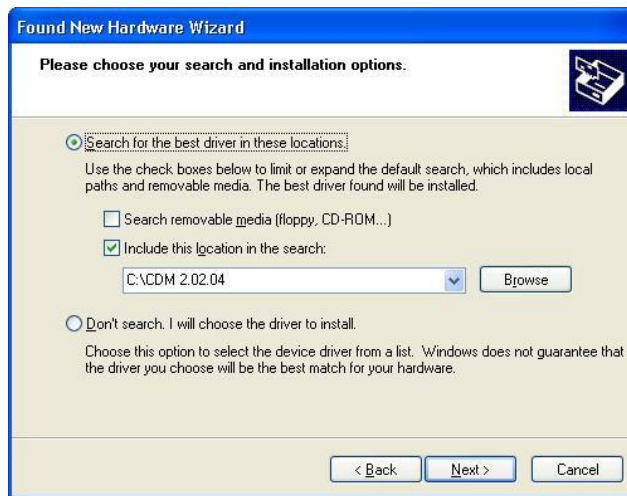 Found New Hardware Wizard
Please choose your search and installation options.
Search for the best driver in these locations.
Use the check boxes below to limit or expand the default search, which includes local
paths and removable media. The best driver found will be installed.
Search removable media (floppy, CD-ROM...)
Include this location in the search:
C:\CDM 2.02.04
Browse
Don't search. I will choose the driver to install.
Choose this option to select the device driver from a list. Windows does not guarantee that
the driver you choose will be the best match for your hardware.
< Back
Next >
Cancel